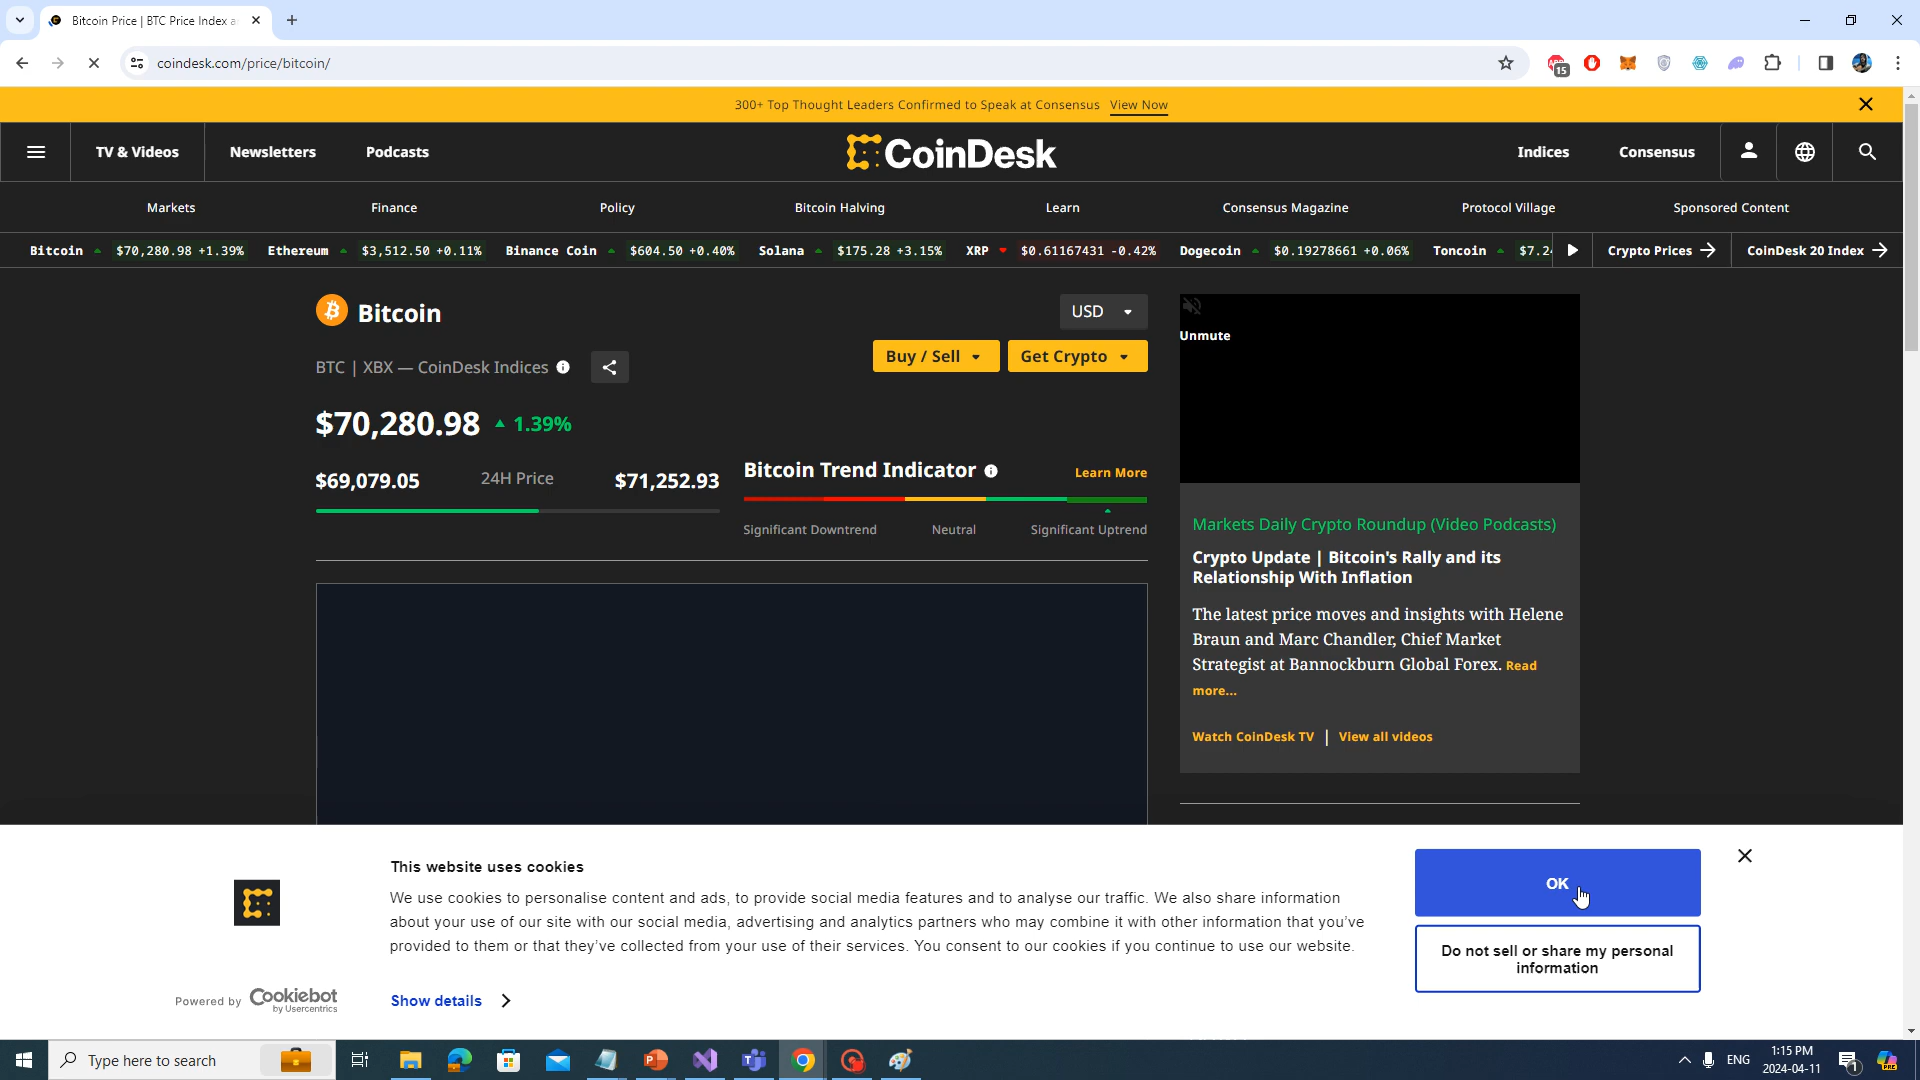 Bitcoin Price | BTC Price Index a
coindesk.com/price/bitcoin/
15
300+ Top Thought Leaders Confirmed to Speak at Consensus View Now
TV & Videos Newsletters Podcasts CoinDesk Indices Consensus
Markets Finance Policy Bitcoin Halving Learn Consensus Magazine Protocol Village Sponsored Content
Bitcoin $70,280.98 +1.39% Ethereum $3,512.50 +0.11% Binance Coin $604.50 +0.40% Solana $175.28 +3.15% XRP $0.61167431 -0.42% Dogecoin $0.19278661 +0.06% Toncoin $7.24 Crypto Prices → CoinDesk 20 Index →
Bitcoin
USD
BTC | XBX — CoinDesk Indices
Buy / Sell Get Crypto
$70,280.98 1.39%
$69,079.05 24H Price $71,252.93
Bitcoin Trend Indicator Learn More
Significant Downtrend Neutral Significant Uptrend
Unmute
Markets Daily Crypto Roundup (Video Podcasts)
Crypto Update | Bitcoin's Rally and its
Relationship With Inflation
The latest price moves and insights with Helene
Braun and Marc Chandler, Chief Market
Strategist at Bannockburn Global Forex. Read
more...
Watch CoinDesk TV | View all videos
This website uses cookies
We use cookies to personalise content and ads, to provide social media features and to analyse our traffic. We also share information
about your use of our site with our social media, advertising and analytics partners who may combine it with other information that you've
provided to them or that they've collected from your use of their services. You consent to our cookies if you continue to use our website.
Powered by Cookiebot
by Usercentrics
Show details
OK
Do not sell or share my personal
information
Type here to search
ENG
1:15 PM
2024-04-11
1
PRE